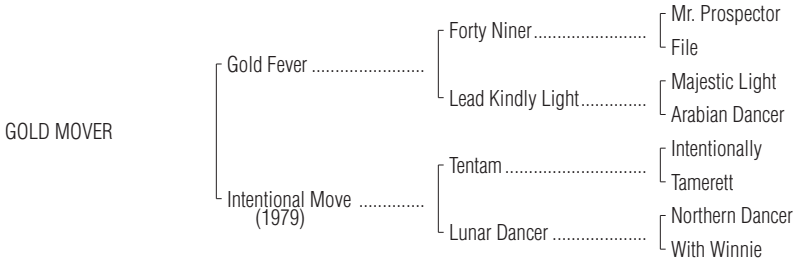 Mr. Prospector
Forty Niner........................
File
Gold Fever ........................
Majestic Light
Lead Kindly Light..............
Arabian Dancer
GOLD MOVER
Intentionally
Tentam ..............................
Tamerett
Intentional Move ..............
(1979)
Northern Dancer
Lunar Dancer ....................
With Winnie